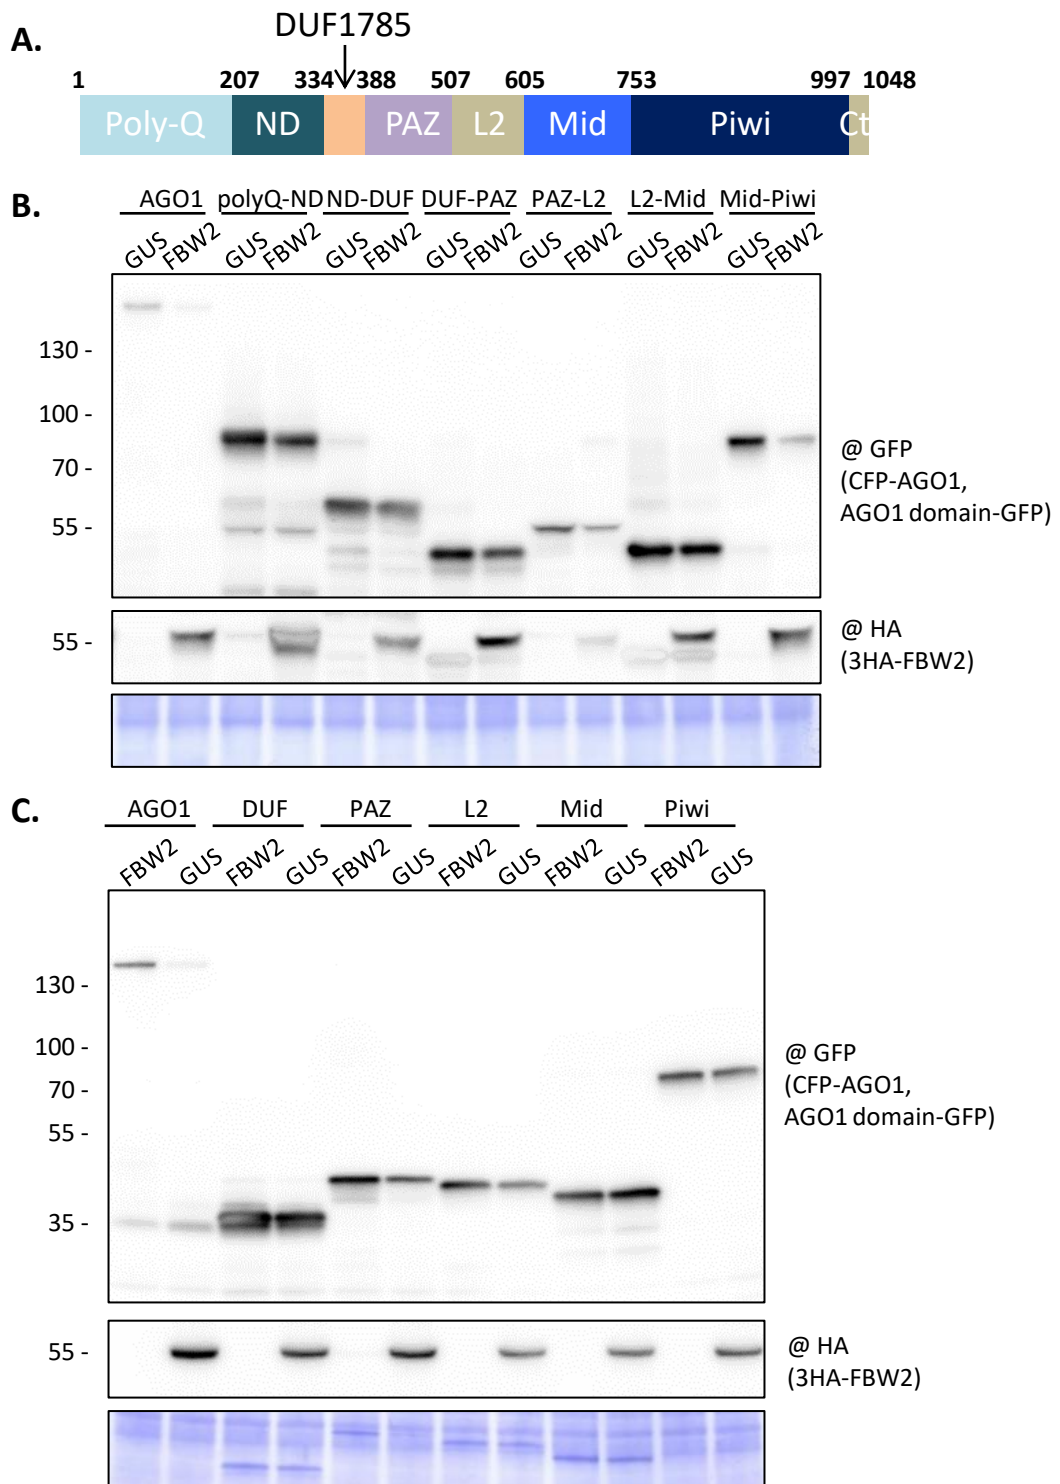 A.
DUF1785
1 207 334 388 507 605 753 997 1048
Poly-Q ND PAZ L2 Mid Piwi Ct
B.
AGO1 polyQ-ND ND-DUF DUF-PAZ PAZ-L2 L2-Mid Mid-Piwi
GUS FBW2 GUS FBW2 GUS FBW2 GUS FBW2 GUS FBW2 GUS FBW2 GUS FBW2
130 -
100 -
70 -
55 -
@ GFP
(CFP-AGO1,
AGO1 domain-GFP)
55 -
@ HA
(3HA-FBW2)
C.
AGO1 DUF PAZ L2 Mid Piwi
FBW2 GUS FBW2 GUS FBW2 GUS FBW2 GUS FBW2 GUS FBW2 GUS
130 -
100 -
70 -
55 -
35 -
@ GFP
(CFP-AGO1,
AGO1 domain-GFP)
55 -
@ HA
(3HA-FBW2)